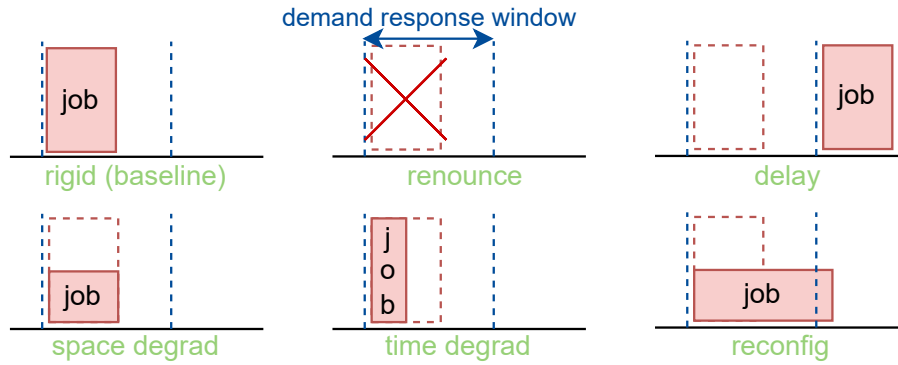 demand response window
job
job
rigid (baseline)
renounce
delay
job
j
o
b
job
space degrad
time degrad
reconfig